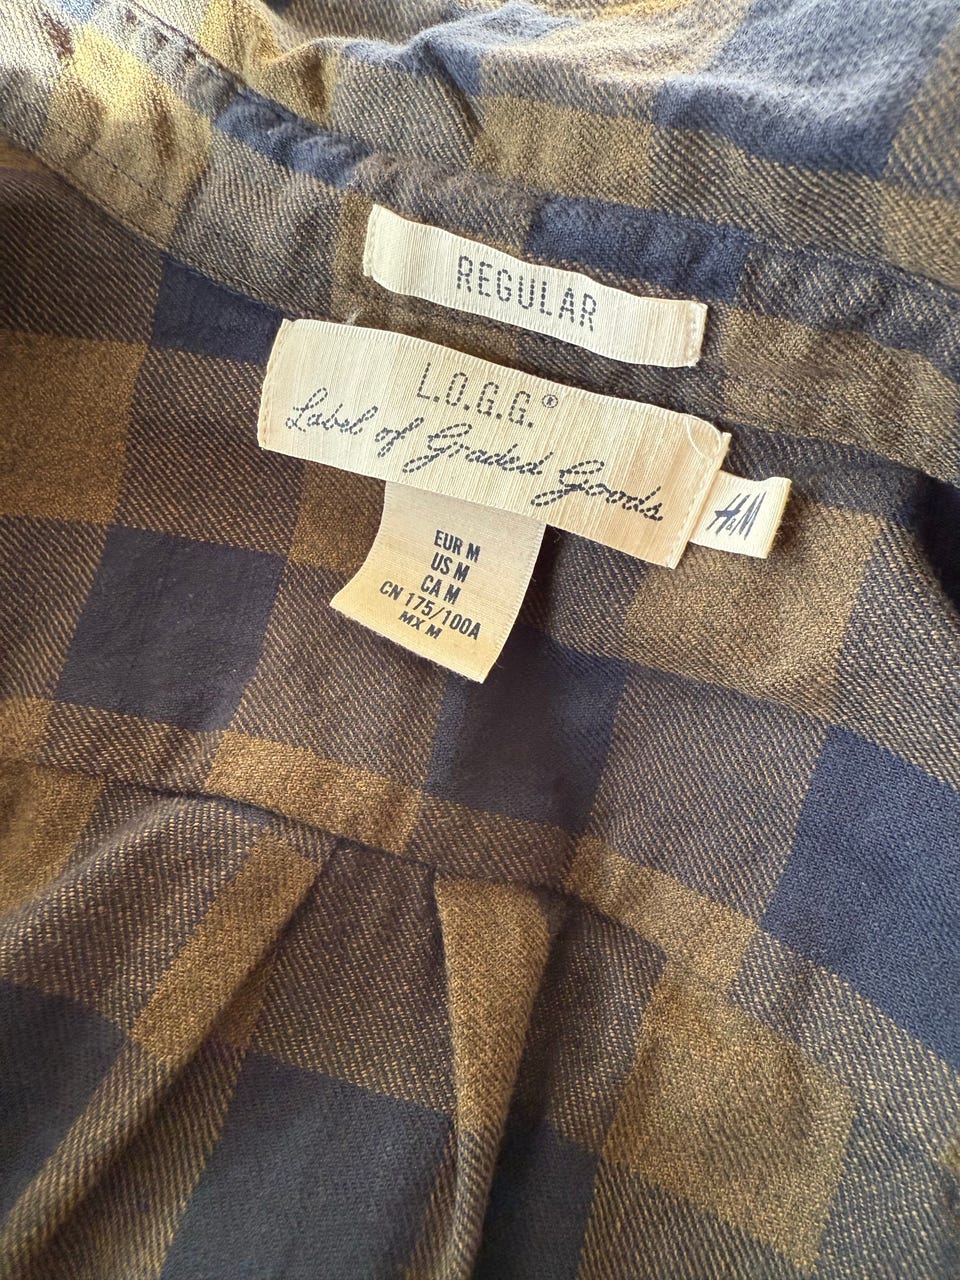 REGULAR
L.O.G.G.®
Label of Graded Goods
H&M
EUR M
US M
CA M
CN 175/100A
MX M